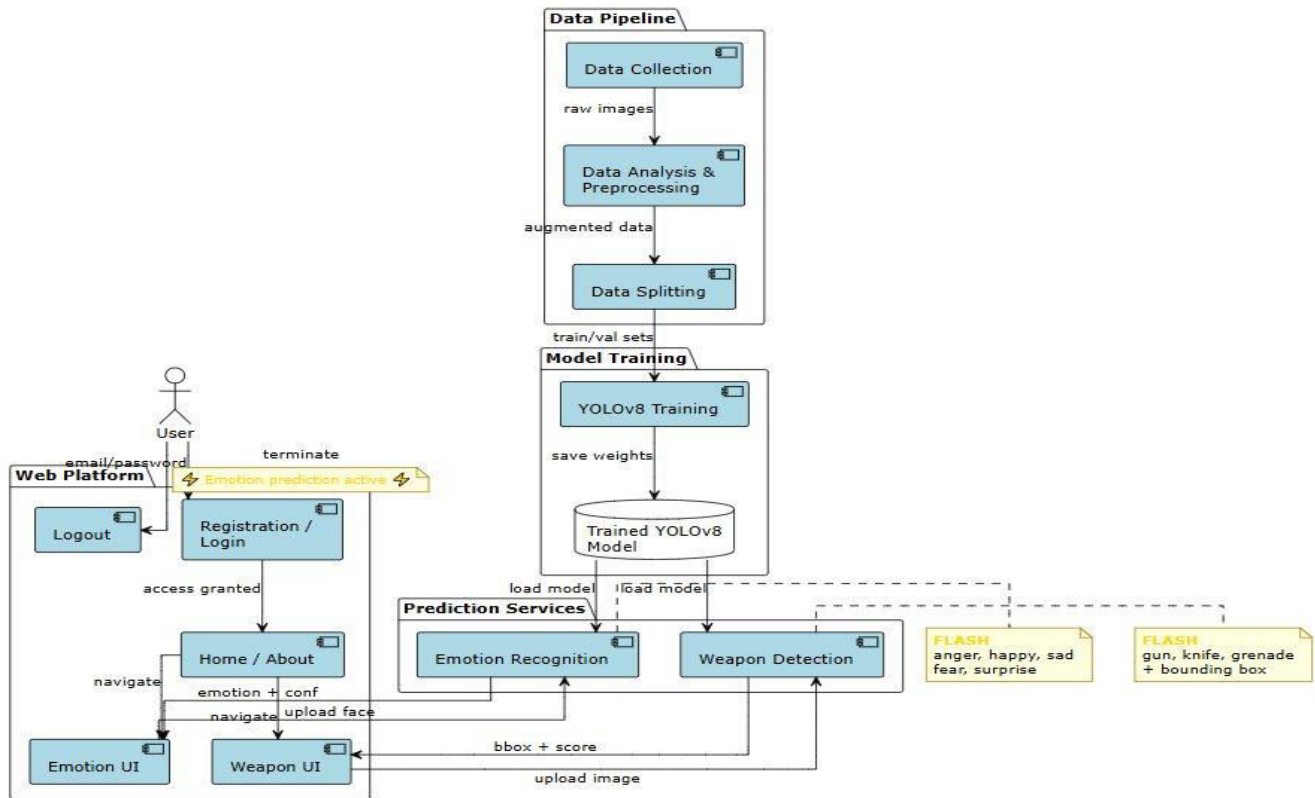 Data Pipeline
Data Collection
raw images
Data Analysis &
Preprocessing
augmented data
Data Splitting
train/val sets
Model Training
YOLOv8 Training
save weights
Trained YOLOv8
Model
User
email/password
terminate
Web Platform
⚡ Emotion prediction active ⚡
Logout
Registration /
Login
access granted
load model
load model
Prediction Services
Home / About
Emotion Recognition
Weapon Detection
FLASH
anger, happy, sad
fear, surprise
FLASH
gun, knife, grenade
+ bounding box
navigate
emotion + conf
navigate
upload face
bbox + score
Emotion UI
Weapon UI
upload image